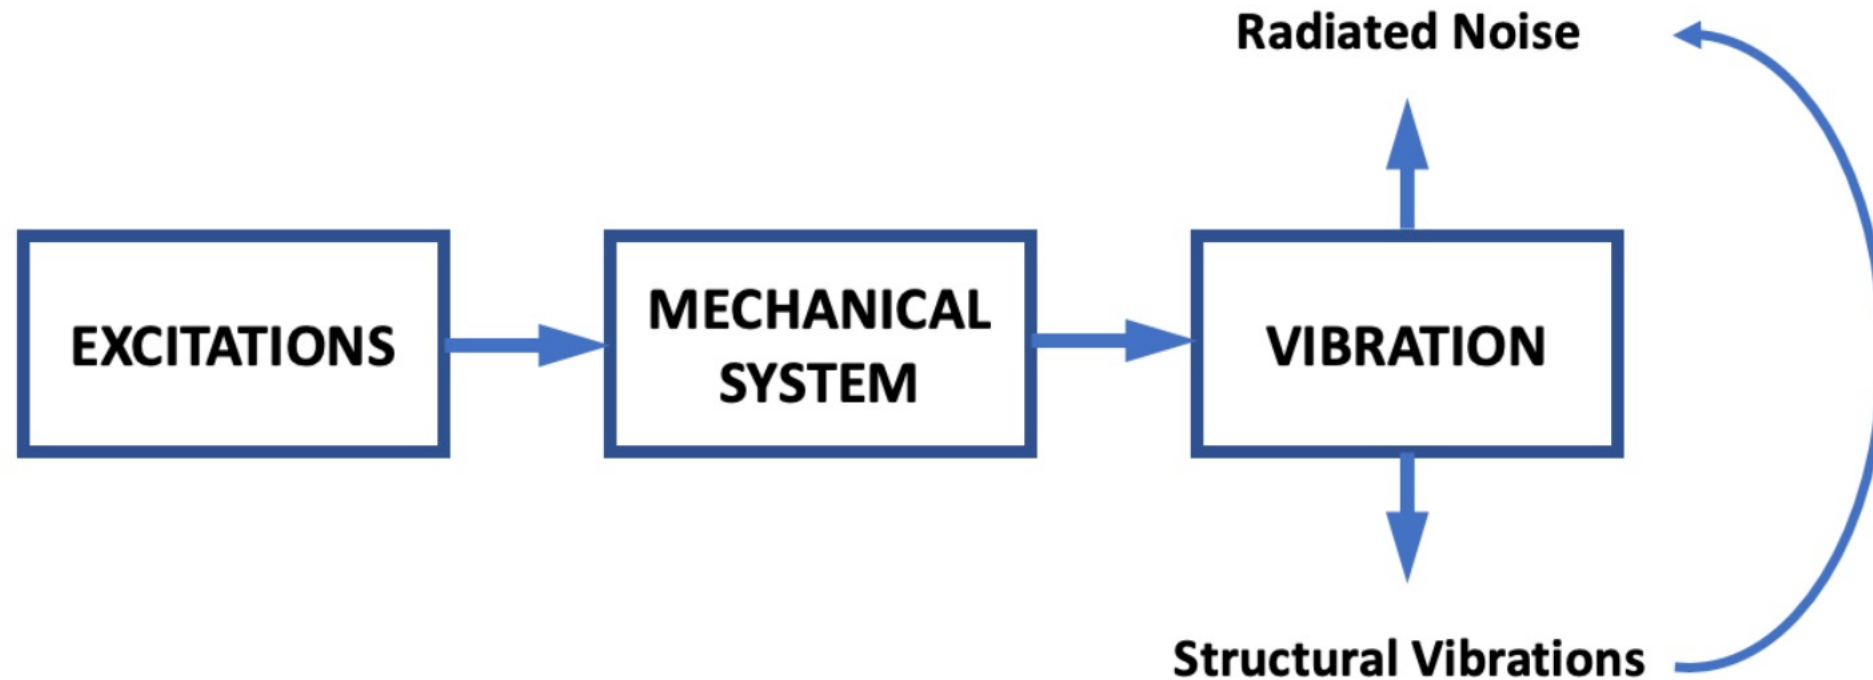 Radiated Noise
EXCITATIONS
MECHANICAL
SYSTEM
VIBRATION
Structural Vibrations